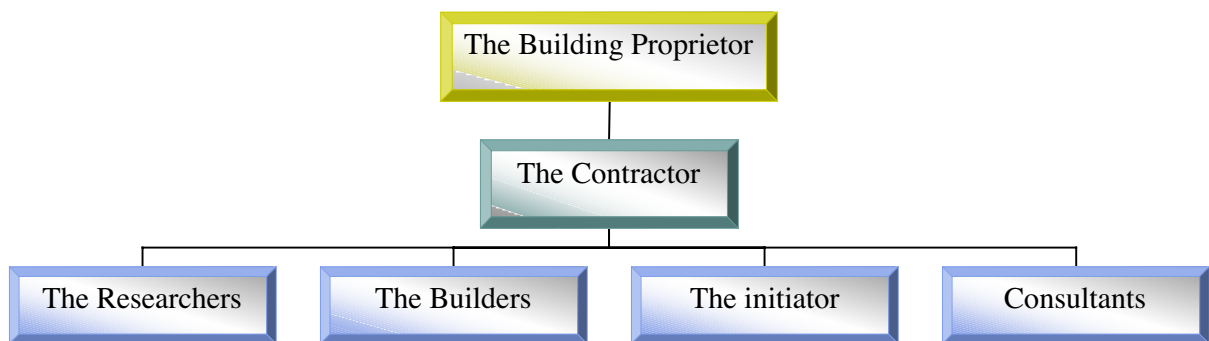 The Building Proprietor
The Contractor
The Researchers
The Builders
The initiator
Consultants